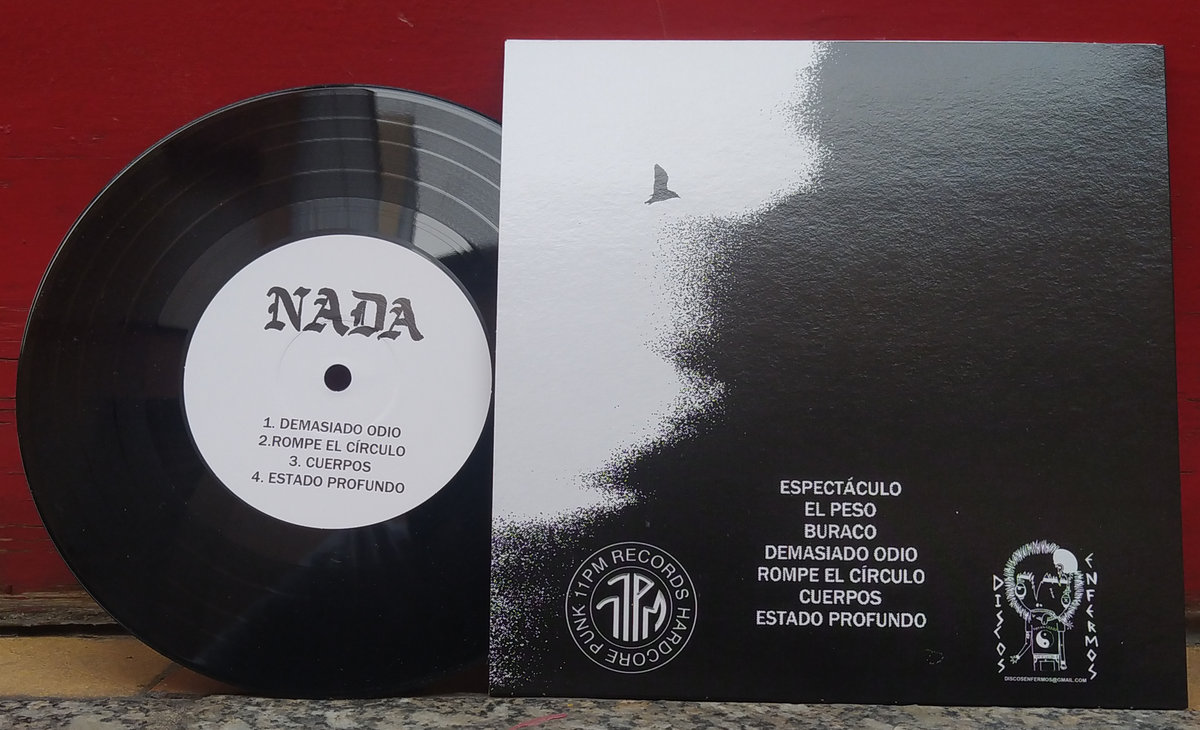 NADA
1. DEMASIADO ODIO
2.ROMPE EL CÍRCULO
3. CUERPOS
4. ESTADO PROFUNDO
ESPECTÁCULO
EL PESO
BURACO
DEMASIADO ODIO
ROMPE EL CÍRCULO
CUERPOS
ESTADO PROFUNDO
11PM RECORDS HARDCORE PUNK
11PM
DISCOS
ENFERMOS
DISCOSENFERMOS@GMAIL.COM